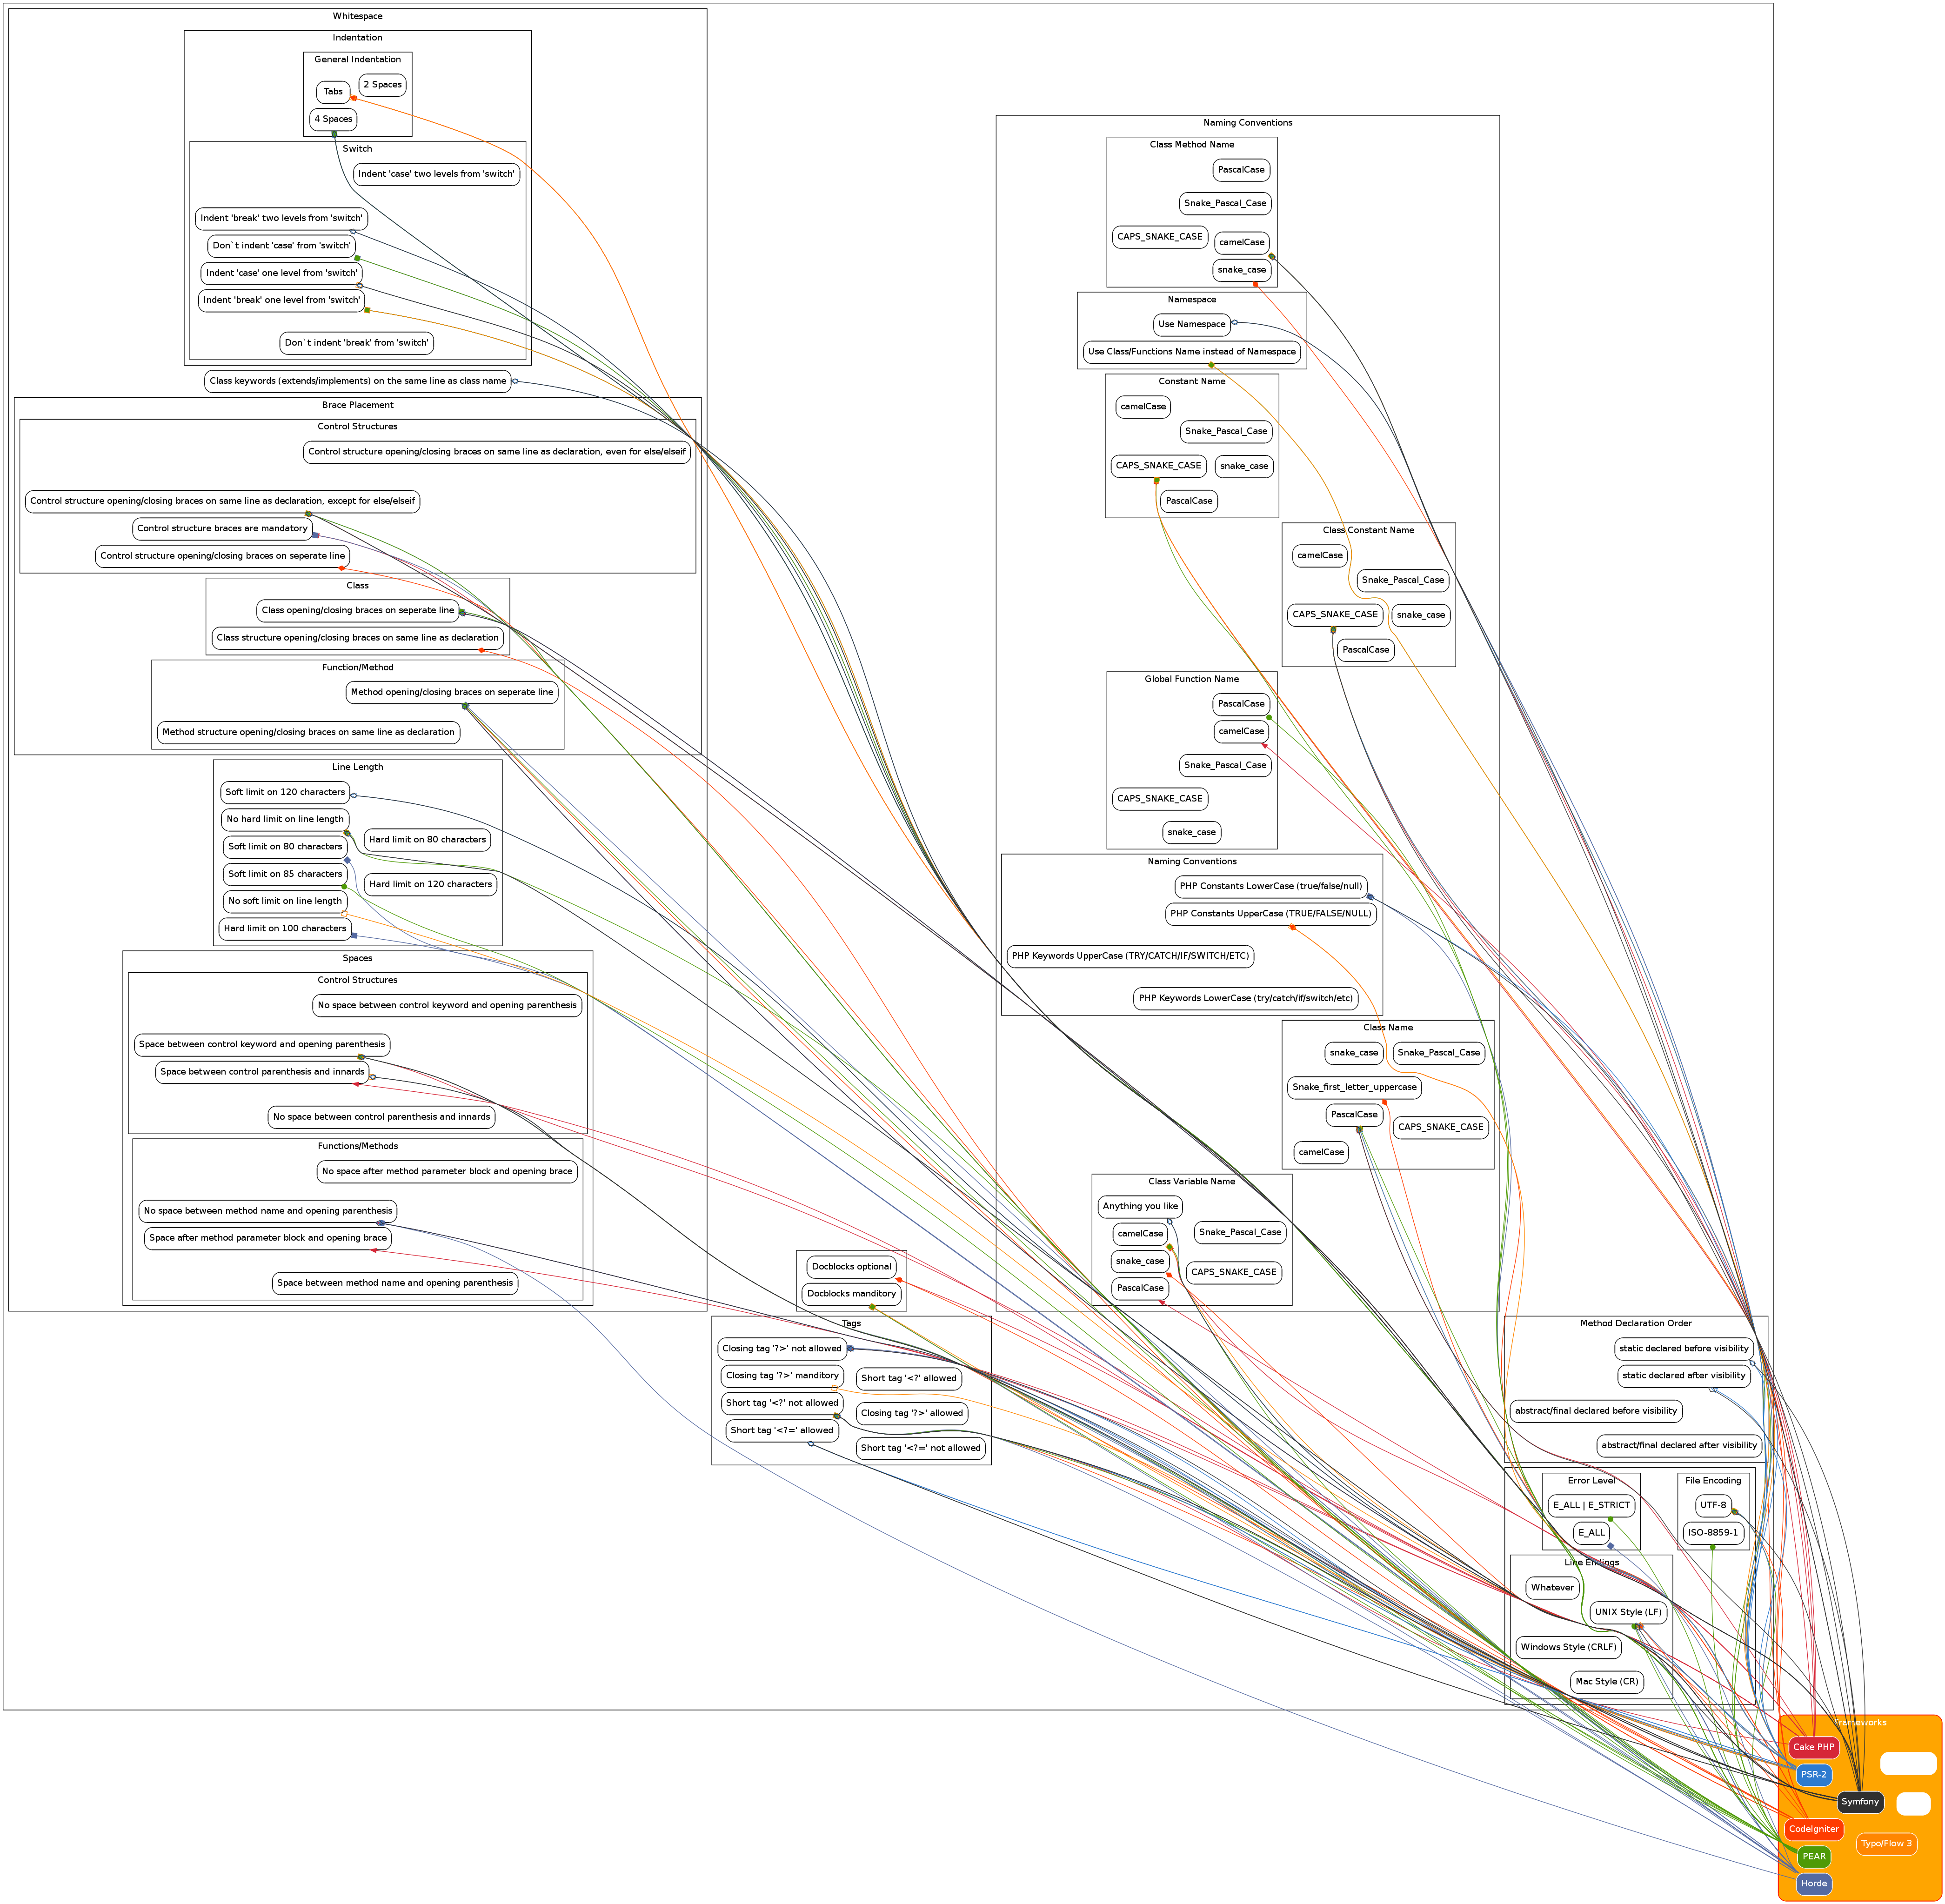 Whitespace
Indentation
General Indentation
2 Spaces
Tabs
4 Spaces
Switch
Indent 'case' two levels from 'switch'
Indent 'break' two levels from 'switch'
Don`t indent 'case' from 'switch'
Indent 'case' one level from 'switch'
Indent 'break' one level from 'switch'
Don`t indent 'break' from 'switch'
Class keywords (extends/implements) on the same line as class name
Brace Placement
Control Structures
Control structure opening/closing braces on same line as declaration, even for else/elseif
Control structure opening/closing braces on same line as declaration, except for else/elseif
Control structure braces are mandatory
Control structure opening/closing braces on seperate line
Class
Class opening/closing braces on seperate line
Class structure opening/closing braces on same line as declaration
Function/Method
Method opening/closing braces on seperate line
Method structure opening/closing braces on same line as declaration
Line Length
Soft limit on 120 characters
No hard limit on line length
Hard limit on 80 characters
Soft limit on 80 characters
Soft limit on 85 characters
Hard limit on 120 characters
No soft limit on line length
Hard limit on 100 characters
Spaces
Control Structures
No space between control keyword and opening parenthesis
Space between control keyword and opening parenthesis
Space between control parenthesis and innards
No space between control parenthesis and innards
Functions/Methods
No space after method parameter block and opening brace
No space between method name and opening parenthesis
Space after method parameter block and opening brace
Space between method name and opening parenthesis
Docblocks optional
Docblocks manditory
Tags
Closing tag '?>' not allowed
Closing tag '?>' manditory
Short tag '<?' allowed
Short tag '<?' not allowed
Closing tag '?>' allowed
Short tag '<?=' allowed
Short tag '<?=' not allowed
Naming Conventions
Class Method Name
PascalCase
Snake_Pascal_Case
CAPS_SNAKE_CASE
camelCase
snake_case
Namespace
Use Namespace
Use Class/Functions Name instead of Namespace
Constant Name
camelCase
Snake_Pascal_Case
CAPS_SNAKE_CASE
snake_case
PascalCase
Class Constant Name
camelCase
Snake_Pascal_Case
CAPS_SNAKE_CASE
snake_case
PascalCase
Global Function Name
PascalCase
camelCase
Snake_Pascal_Case
CAPS_SNAKE_CASE
snake_case
Naming Conventions
PHP Constants LowerCase (true/false/null)
PHP Constants UpperCase (TRUE/FALSE/NULL)
PHP Keywords UpperCase (TRY/CATCH/IF/SWITCH/ETC)
PHP Keywords LowerCase (try/catch/if/switch/etc)
Class Name
snake_case
Snake_Pascal_Case
Snake_first_letter_uppercase
PascalCase
CAPS_SNAKE_CASE
camelCase
Class Variable Name
Anything you like
camelCase
Snake_Pascal_Case
snake_case
CAPS_SNAKE_CASE
PascalCase
Method Declaration Order
static declared before visibility
static declared after visibility
abstract/final declared before visibility
abstract/final declared after visibility
Error Level
E_ALL | E_STRICT
E_ALL
File Encoding
UTF-8
ISO-8859-1
Line Endings
Whatever
UNIX Style (LF)
Windows Style (CRLF)
Mac Style (CR)
Frameworks
Cake PHP
PSR-2
Symfony
CodeIgniter
Typo/Flow 3
PEAR
Horde